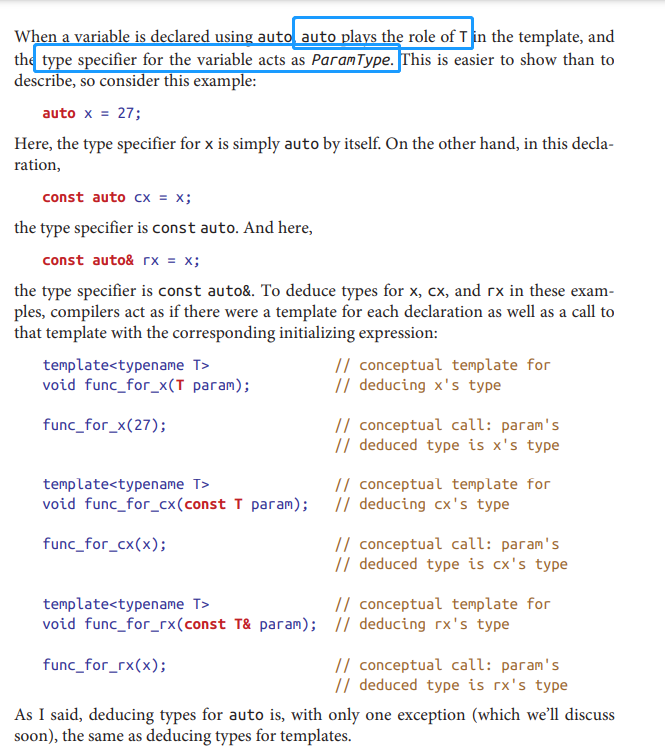 When a variable is declared using auto, auto plays the role of T in the template, and
the type specifier for the variable acts as ParamType. This is easier to show than to
describe, so consider this example:
auto x = 27;
Here, the type specifier for x is simply auto by itself. On the other hand, in this decla-
ration,
const auto cx = x;
the type specifier is const auto. And here,
const auto& rx = x;
the type specifier is const auto&. To deduce types for x, cx, and rx in these exam-
ples, compilers act as if there were a template for each declaration as well as a call to
that template with the corresponding initializing expression:
template<typename T> // conceptual template for
void func_for_x(T param); // deducing x's type
func_for_x(27); // conceptual call: param's
// deduced type is x's type
template<typename T> // conceptual template for
void func_for_cx(const T param); // deducing cx's type
func_for_cx(x); // conceptual call: param's
// deduced type is cx's type
template<typename T> // conceptual template for
void func_for_rx(const T& param); // deducing rx's type
func_for_rx(x); // conceptual call: param's
// deduced type is rx's type
As I said, deducing types for auto is, with only one exception (which we'll discuss
soon), the same as deducing types for templates.